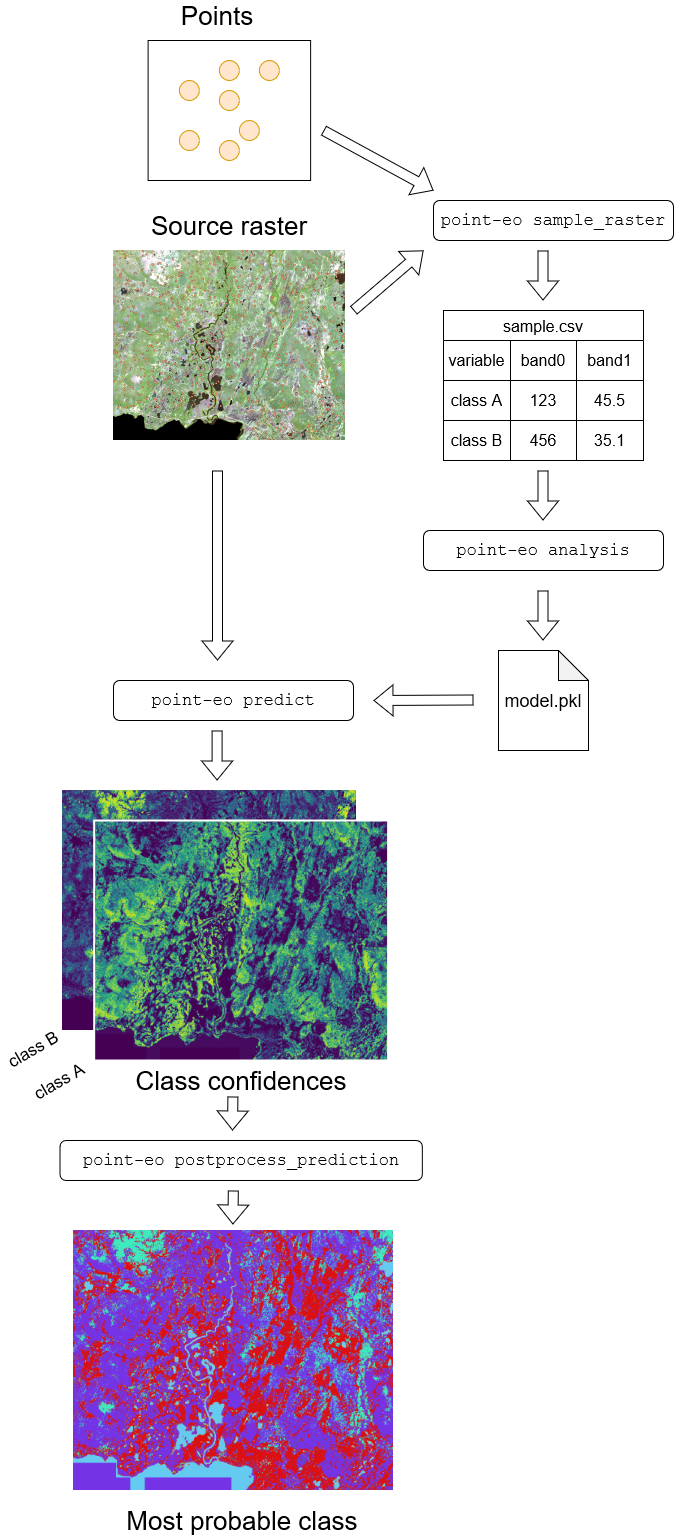 Points
Source raster
point-eo sample_raster
sample.csv
variable band0 band1
class A 123 45.5
class B 456 35.1
point-eo analysis
model.pkl
point-eo predict
class B
class A
Class confidences
point-eo postprocess_prediction
Most probable class